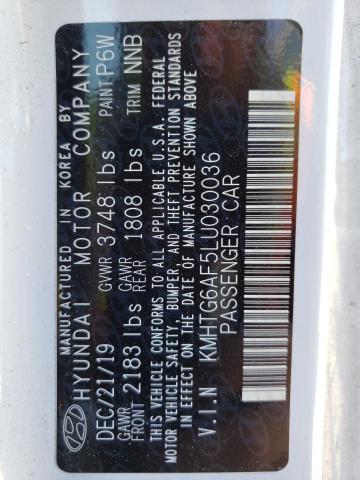 MANUFACTURED IN KOREA BY
HYUNDAI MOTOR COMPANY
DEC/21/19 GVWR 3748 lbs PAINT P6W
GAWR FRONT 2183 lbs GAWR REAR 1808 lbs TRIM NNB
THIS VEHICLE CONFORMS TO ALL APPLICABLE U.S.A. FEDERAL
MOTOR VEHICLE SAFETY, BUMPER, AND THEFT PREVENTION STANDARDS
IN EFFECT ON THE DATE OF MANUFACTURE SHOWN ABOVE
V.I.N KMHTG6AF5LU030036
PASSENGER CAR